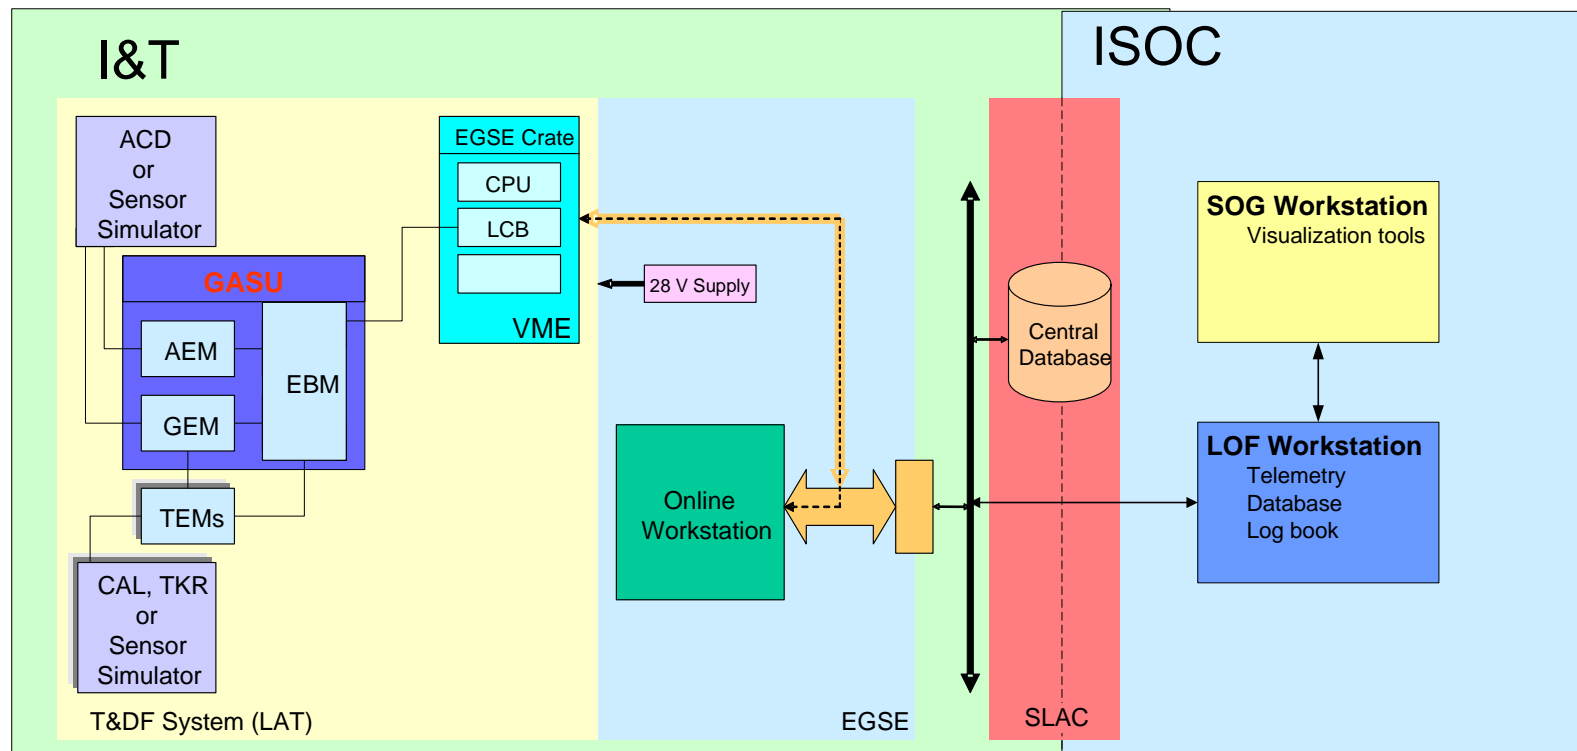 I&T
ISOC
ACD
or
Sensor
Simulator
EGSE Crate
CPU
LCB
VME
GASU
AEM
GEM
EBM
28 V Supply
TEMs
CAL, TKR
or
Sensor
Simulator
T&DF System (LAT)
Online
Workstation
EGSE
Central
Database
SLAC
SOG Workstation
Visualization tools
LOF Workstation
Telemetry
Database
Log book